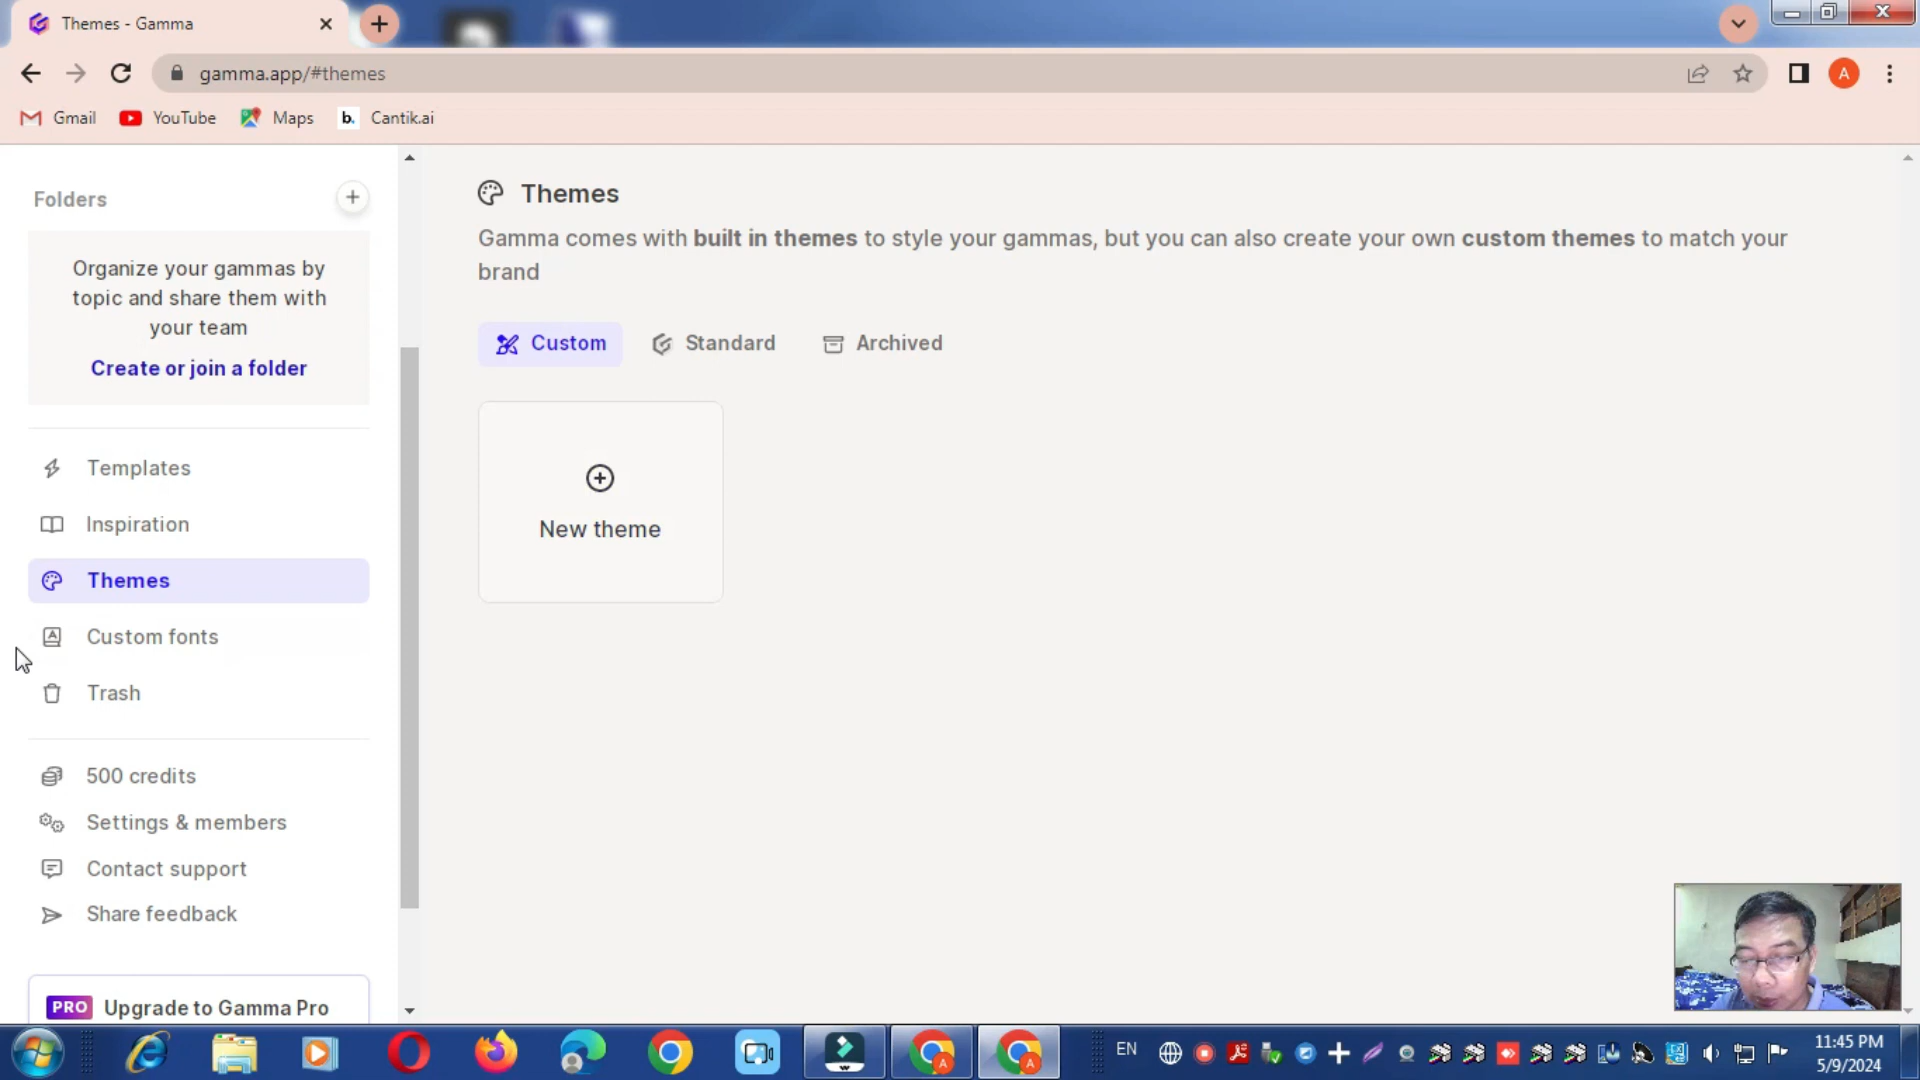 Themes - Gamma
gamma.app/#themes
A
Gmail
YouTube
Maps
b.
Cantik.ai
Folders
Organize your gammas by
topic and share them with
your team
Create or join a folder
Templates
Inspiration
Themes
Custom fonts
Trash
500 credits
Settings & members
Contact support
Share feedback
PRO Upgrade to Gamma Pro
Themes
Gamma comes with built in themes to style your gammas, but you can also create your own custom themes to match your
brand
Custom
Standard
Archived
New theme
EN
11:45 PM
5/9/2024